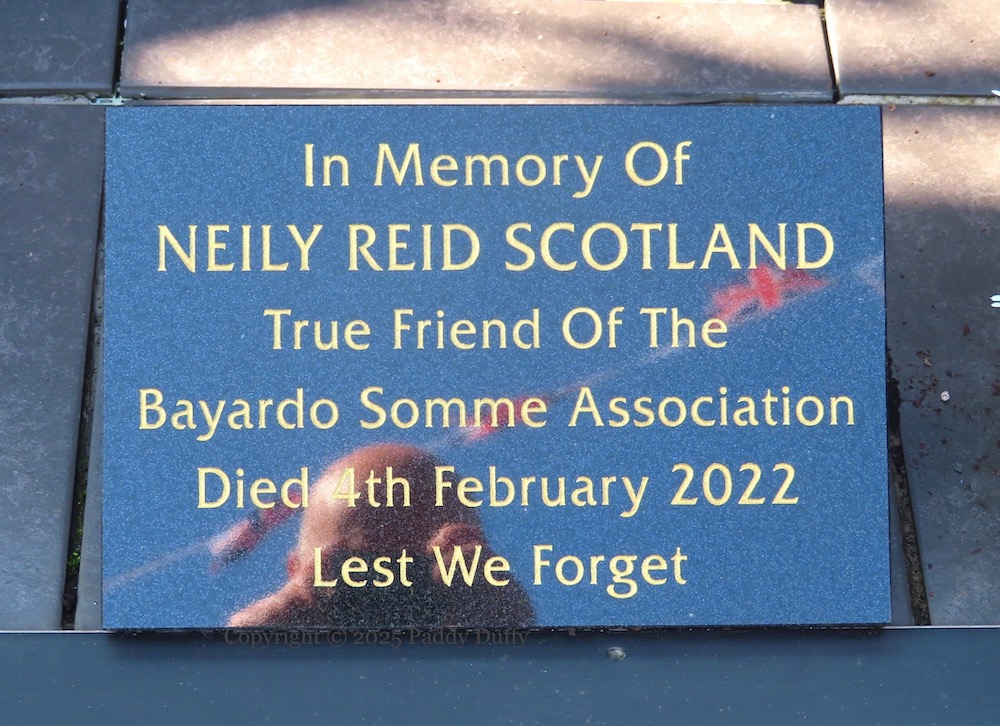 In Memory Of
NEILY REID SCOTLAND
True Friend Of The
Bayardo Somme Association
Died 4th February 2022
Lest We Forget
Copyright © 2025 Paddy Duffy